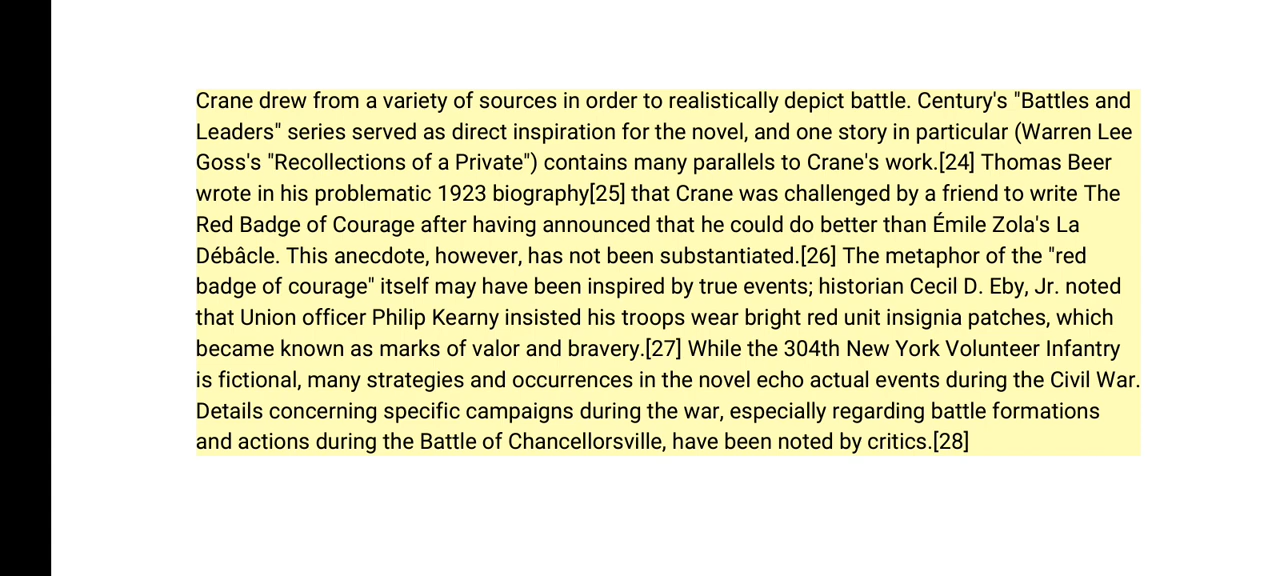 Crane drew from a variety of sources in order to realistically depict battle. Century's "Battles and
Leaders" series served as direct inspiration for the novel, and one story in particular (Warren Lee
Goss's "Recollections of a Private") contains many parallels to Crane's work.[24] Thomas Beer
wrote in his problematic 1923 biography[25] that Crane was challenged by a friend to write The
Red Badge of Courage after having announced that he could do better than Émile Zola's La
Débâcle. This anecdote, however, has not been substantiated.[26] The metaphor of the "red
badge of courage" itself may have been inspired by true events; historian Cecil D. Eby, Jr. noted
that Union officer Philip Kearny insisted his troops wear bright red unit insignia patches, which
became known as marks of valor and bravery.[27] While the 304th New York Volunteer Infantry
is fictional, many strategies and occurrences in the novel echo actual events during the Civil War.
Details concerning specific campaigns during the war, especially regarding battle formations
and actions during the Battle of Chancellorsville, have been noted by critics.[28]